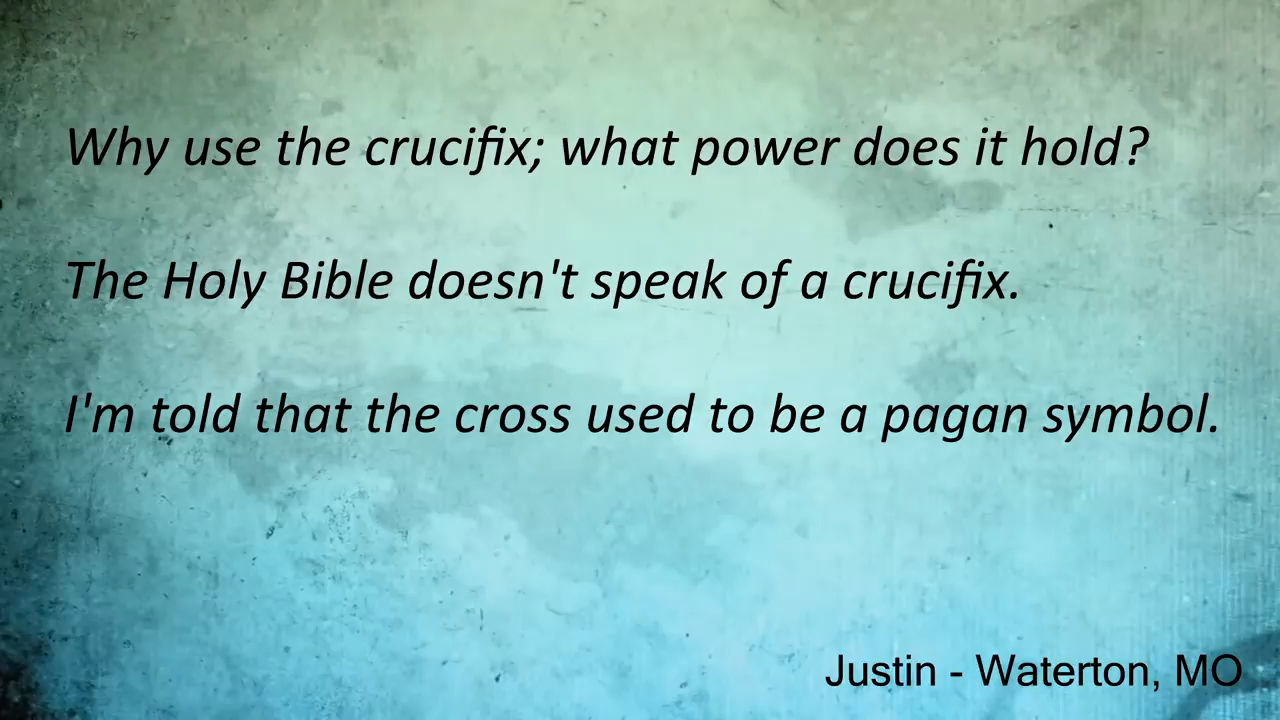 Why use the crucifix; what power does it hold?
The Holy Bible doesn't speak of a crucifix.
I'm told that the cross used to be a pagan symbol.
Justin - Waterton, MO